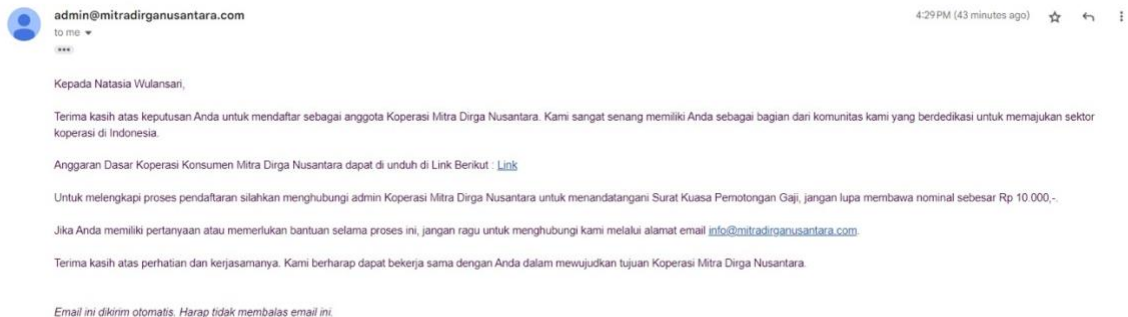 admin@mitradirganusantara.com
4:29 PM (43 minutes ago)
to me
Kepada Natasia Wulansari,
Terima kasih atas keputusan Anda untuk mendaftar sebagai anggota Koperasi Mitra Dirga Nusantara. Kami sangat senang memiliki Anda sebagai bagian dari komunitas kami yang berdedikasi untuk memajukan sektor
koperasi di Indonesia.
Anggaran Dasar Koperasi Konsumen Mitra Dirga Nusantara dapat di unduh di Link Berikut : Link
Untuk melengkapi proses pendaftaran silahkan menghubungi admin Koperasi Mitra Dirga Nusantara untuk menandatangani Surat Kuasa Pemotongan Gaji, jangan lupa membawa nominal sebesar Rp 10.000,-.
Jika Anda memiliki pertanyaan atau memerlukan bantuan selama proses ini, jangan ragu untuk menghubungi kami melalui alamat email info@mitradirganusantara.com.
Terima kasih atas perhatian dan kerjasamanya. Kami berharap dapat bekerja sama dengan Anda dalam mewujudkan tujuan Koperasi Mitra Dirga Nusantara.
Email ini dikirim otomatis. Harap tidak membalas email ini.